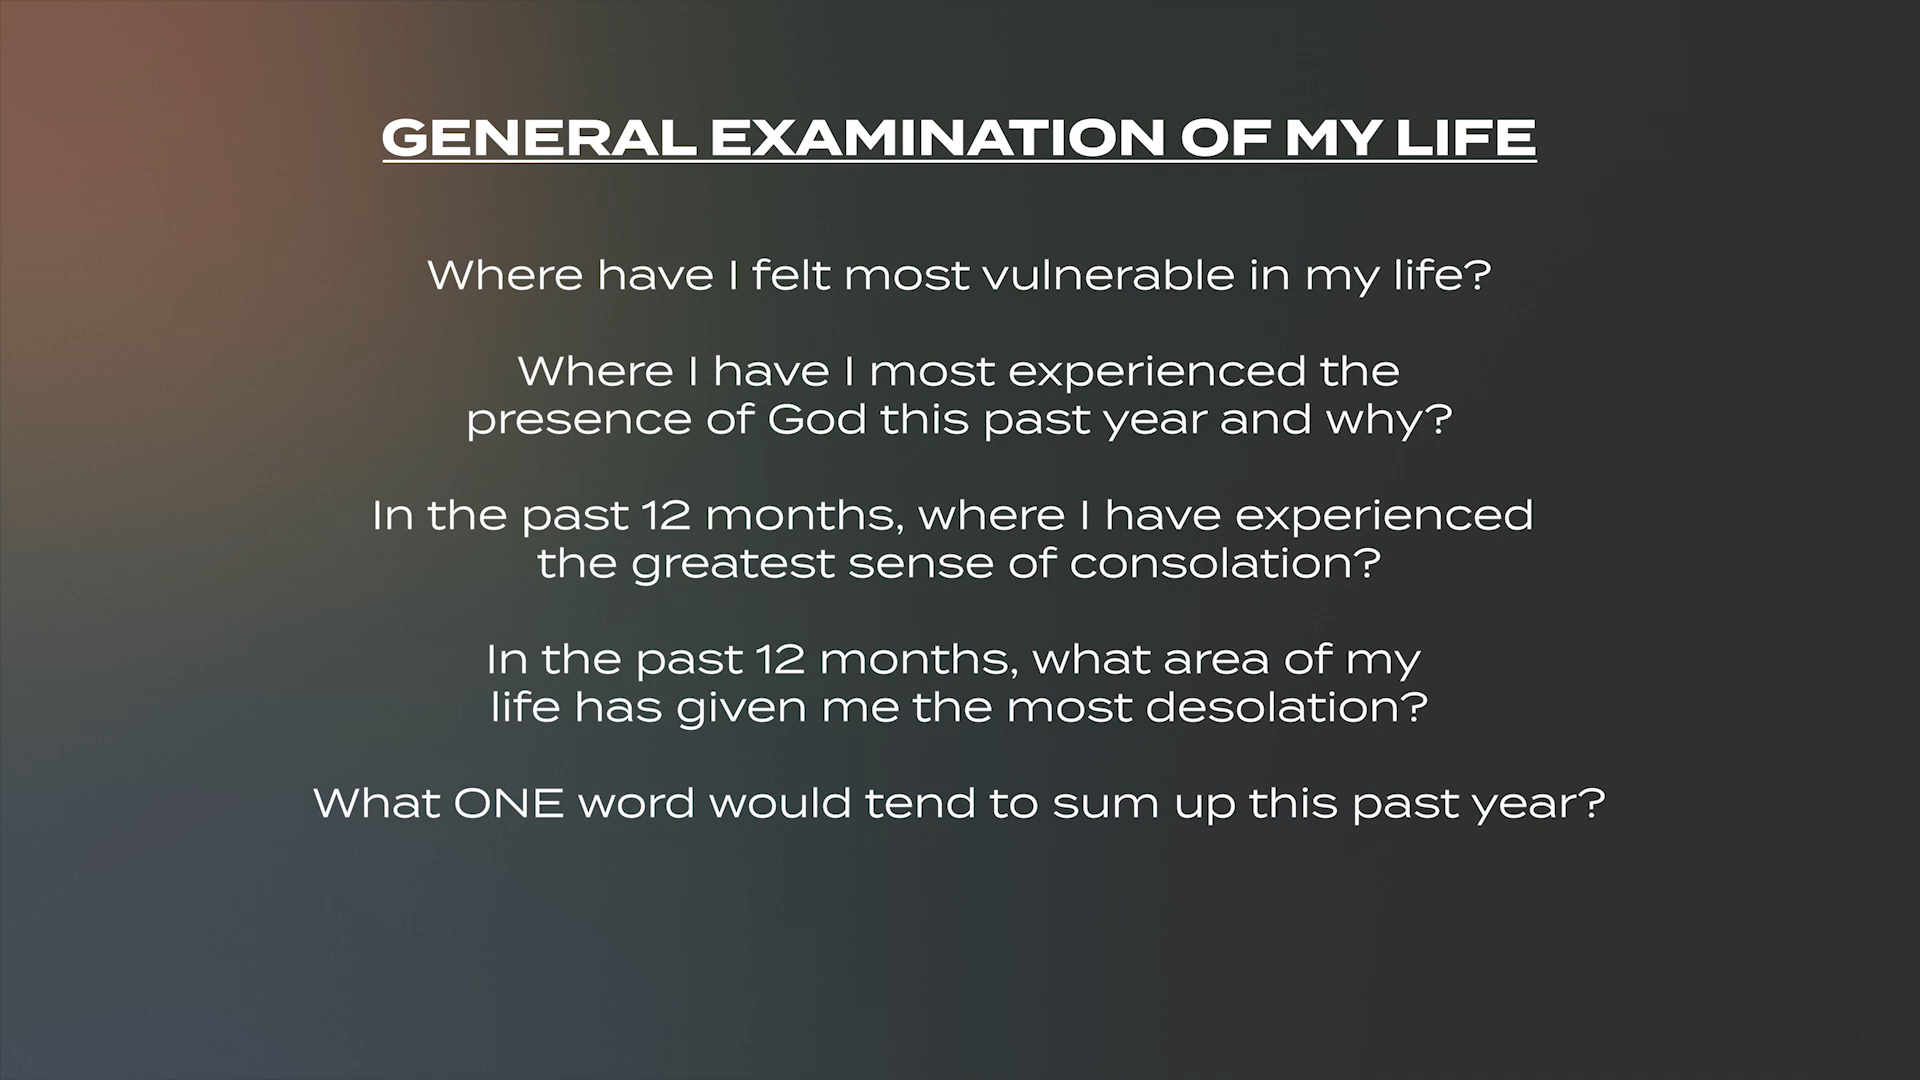 GENERAL EXAMINATION OF MY LIFE
Where have I felt most vulnerable in my life?
Where I have I most experienced the
presence of God this past year and why?
In the past 12 months, where I have experienced
the greatest sense of consolation?
In the past 12 months, what area of my
life has given me the most desolation?
What ONE word would tend to sum up this past year?